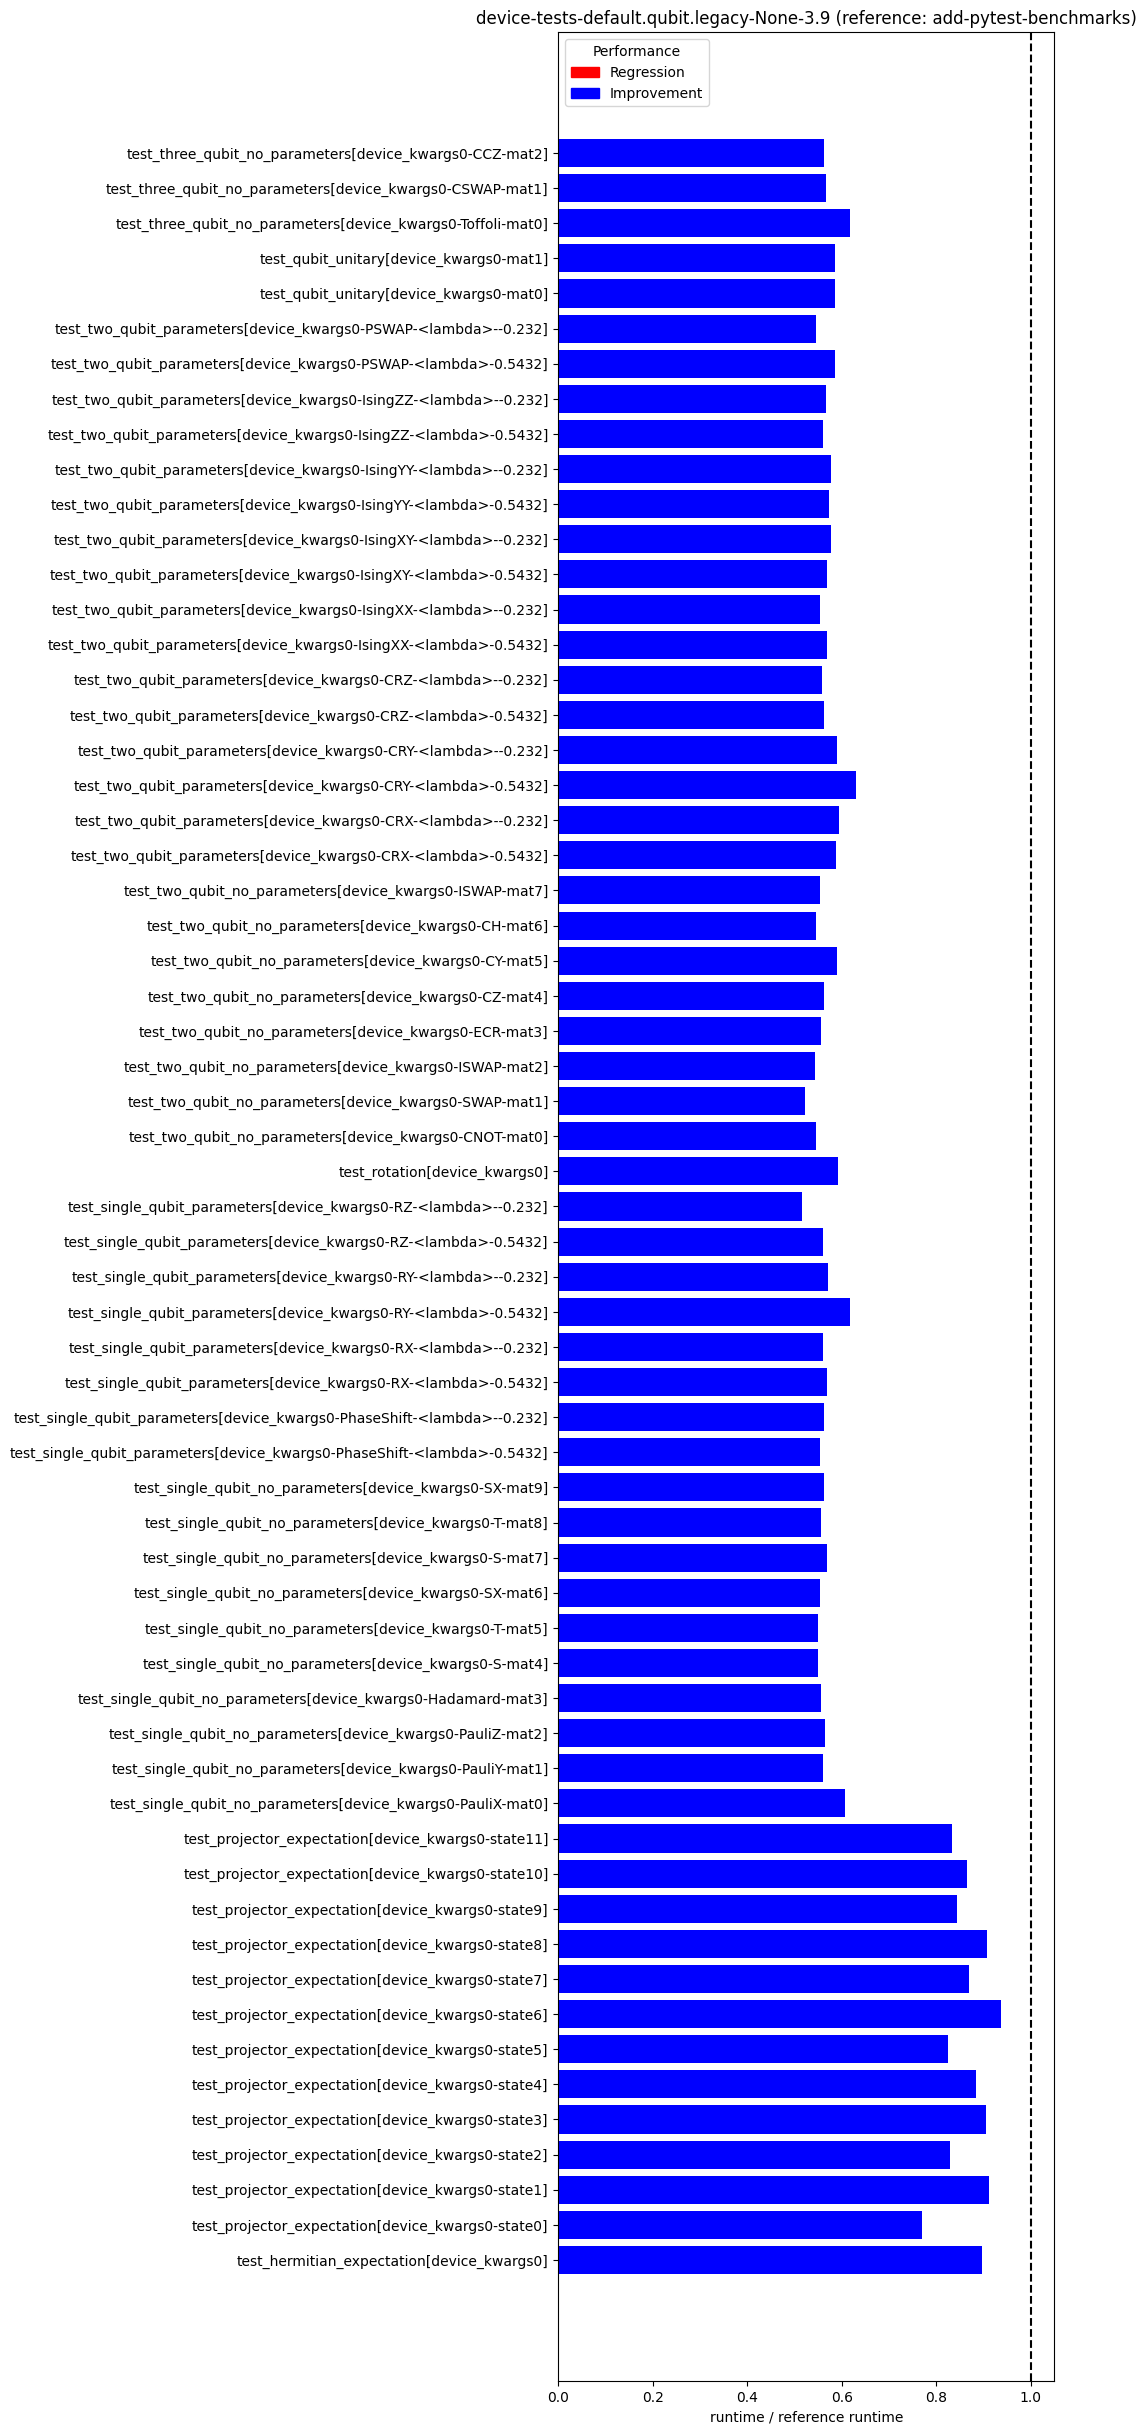 device-tests-default.qubit.legacy-None-3.9 (reference: add-pytest-benchmarks)
Performance
Regression
Improvement
test_three_qubit_no_parameters[device_kwargs0-CCZ-mat2]
test_three_qubit_no_parameters[device_kwargs0-CSWAP-mat1]
test_three_qubit_no_parameters[device_kwargs0-Toffoli-mat0]
test_qubit_unitary[device_kwargs0-mat1]
test_qubit_unitary[device_kwargs0-mat0]
test_two_qubit_parameters[device_kwargs0-PSWAP-<lambda>--0.232]
test_two_qubit_parameters[device_kwargs0-PSWAP-<lambda>-0.5432]
test_two_qubit_parameters[device_kwargs0-IsingZZ-<lambda>--0.232]
test_two_qubit_parameters[device_kwargs0-IsingZZ-<lambda>-0.5432]
test_two_qubit_parameters[device_kwargs0-IsingYY-<lambda>--0.232]
test_two_qubit_parameters[device_kwargs0-IsingYY-<lambda>-0.5432]
test_two_qubit_parameters[device_kwargs0-IsingXY-<lambda>--0.232]
test_two_qubit_parameters[device_kwargs0-IsingXY-<lambda>-0.5432]
test_two_qubit_parameters[device_kwargs0-IsingXX-<lambda>--0.232]
test_two_qubit_parameters[device_kwargs0-IsingXX-<lambda>-0.5432]
test_two_qubit_parameters[device_kwargs0-CRZ-<lambda>--0.232]
test_two_qubit_parameters[device_kwargs0-CRZ-<lambda>-0.5432]
test_two_qubit_parameters[device_kwargs0-CRY-<lambda>--0.232]
test_two_qubit_parameters[device_kwargs0-CRY-<lambda>-0.5432]
test_two_qubit_parameters[device_kwargs0-CRX-<lambda>--0.232]
test_two_qubit_parameters[device_kwargs0-CRX-<lambda>-0.5432]
test_two_qubit_no_parameters[device_kwargs0-ISWAP-mat7]
test_two_qubit_no_parameters[device_kwargs0-CH-mat6]
test_two_qubit_no_parameters[device_kwargs0-CY-mat5]
test_two_qubit_no_parameters[device_kwargs0-CZ-mat4]
test_two_qubit_no_parameters[device_kwargs0-ECR-mat3]
test_two_qubit_no_parameters[device_kwargs0-ISWAP-mat2]
test_two_qubit_no_parameters[device_kwargs0-SWAP-mat1]
test_two_qubit_no_parameters[device_kwargs0-CNOT-mat0]
test_rotation[device_kwargs0]
test_single_qubit_parameters[device_kwargs0-RZ-<lambda>--0.232]
test_single_qubit_parameters[device_kwargs0-RZ-<lambda>-0.5432]
test_single_qubit_parameters[device_kwargs0-RY-<lambda>--0.232]
test_single_qubit_parameters[device_kwargs0-RY-<lambda>-0.5432]
test_single_qubit_parameters[device_kwargs0-RX-<lambda>--0.232]
test_single_qubit_parameters[device_kwargs0-RX-<lambda>-0.5432]
test_single_qubit_parameters[device_kwargs0-PhaseShift-<lambda>--0.232]
test_single_qubit_parameters[device_kwargs0-PhaseShift-<lambda>-0.5432]
test_single_qubit_no_parameters[device_kwargs0-SX-mat9]
test_single_qubit_no_parameters[device_kwargs0-T-mat8]
test_single_qubit_no_parameters[device_kwargs0-S-mat7]
test_single_qubit_no_parameters[device_kwargs0-SX-mat6]
test_single_qubit_no_parameters[device_kwargs0-T-mat5]
test_single_qubit_no_parameters[device_kwargs0-S-mat4]
test_single_qubit_no_parameters[device_kwargs0-Hadamard-mat3]
test_single_qubit_no_parameters[device_kwargs0-PauliZ-mat2]
test_single_qubit_no_parameters[device_kwargs0-PauliY-mat1]
test_single_qubit_no_parameters[device_kwargs0-PauliX-mat0]
test_projector_expectation[device_kwargs0-state11]
test_projector_expectation[device_kwargs0-state10]
test_projector_expectation[device_kwargs0-state9]
test_projector_expectation[device_kwargs0-state8]
test_projector_expectation[device_kwargs0-state7]
test_projector_expectation[device_kwargs0-state6]
test_projector_expectation[device_kwargs0-state5]
test_projector_expectation[device_kwargs0-state4]
test_projector_expectation[device_kwargs0-state3]
test_projector_expectation[device_kwargs0-state2]
test_projector_expectation[device_kwargs0-state1]
test_projector_expectation[device_kwargs0-state0]
test_hermitian_expectation[device_kwargs0]
0.0 0.2 0.4 0.6 0.8 1.0
runtime / reference runtime